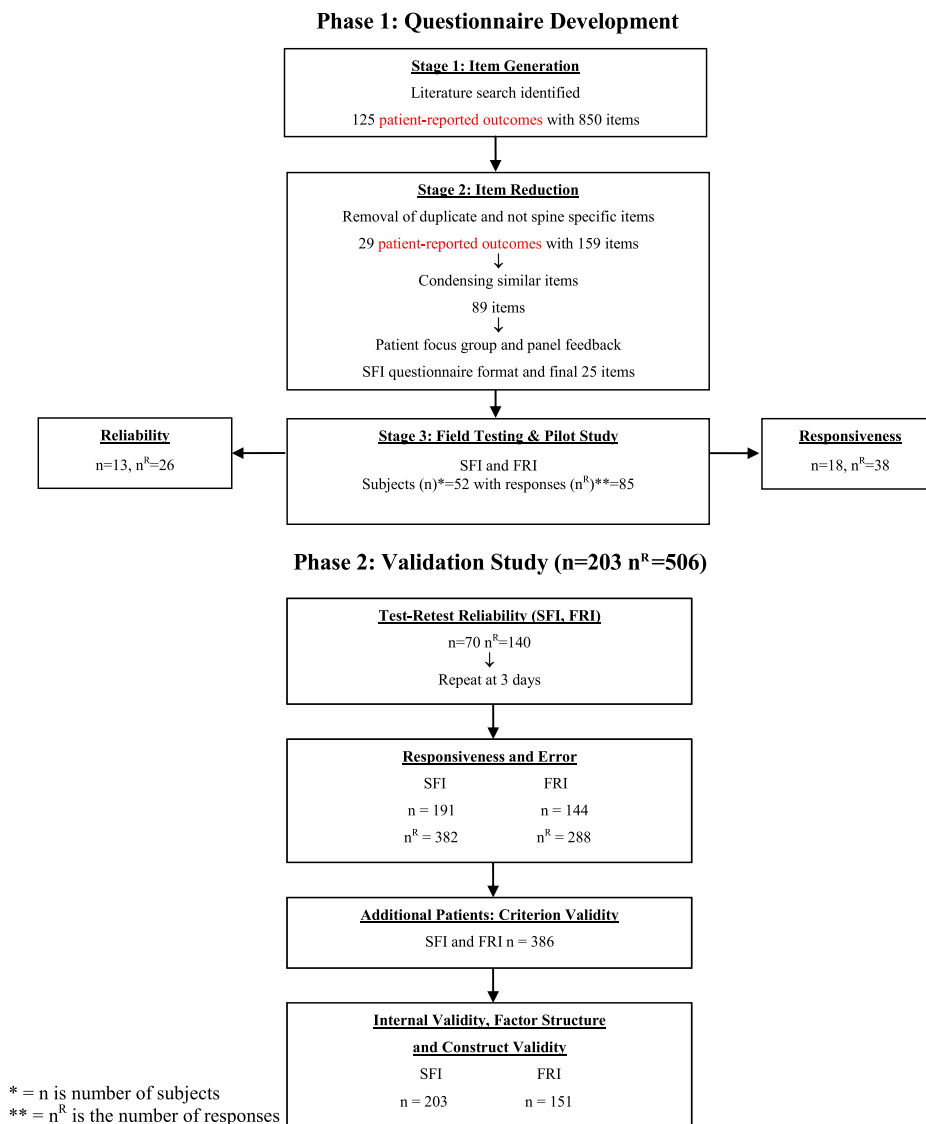 Phase 1: Questionnaire Development
Stage 1: Item Generation
Literature search identified
125 patient-reported outcomes with 850 items
Stage 2: Item Reduction
Removal of duplicate and not spine specific items
29 patient-reported outcomes with 159 items
↓
Condensing similar items
89 items
↓
Patient focus group and panel feedback
SFI questionnaire format and final 25 items
Reliability
n=13, nᴿ=26
Stage 3: Field Testing & Pilot Study
SFI and FRI
Subjects (n)*=52 with responses (nᴿ)**=85
Responsiveness
n=18, nᴿ=38
Phase 2: Validation Study (n=203 nᴿ=506)
Test-Retest Reliability (SFI, FRI)
n=70 nᴿ=140
↓
Repeat at 3 days
Responsiveness and Error
SFI FRI
n = 191 n = 144
nᴿ = 382 nᴿ = 288
Additional Patients: Criterion Validity
SFI and FRI n = 386
Internal Validity, Factor Structure
and Construct Validity
SFI FRI
n = 203 n = 151
* = n is number of subjects
** = nᴿ is the number of responses